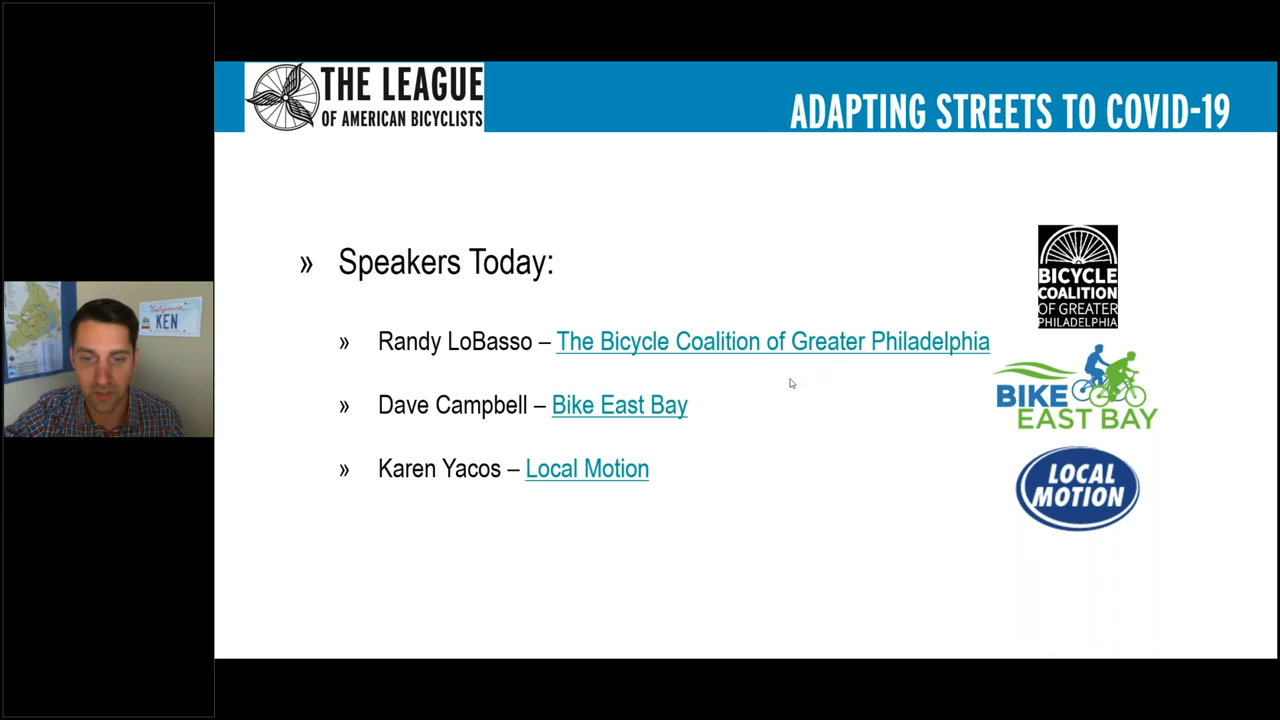 THE LEAGUE
OF AMERICAN BICYCLISTS
ADAPTING STREETS TO COVID-19
» Speakers Today:
» Randy LoBasso – The Bicycle Coalition of Greater Philadelphia
» Dave Campbell – Bike East Bay
» Karen Yacos – Local Motion
BICYCLE
COALITION
OF GREATER
PHILADELPHIA
BIKE
EAST BAY
LOCAL
MOTION
California
KEN